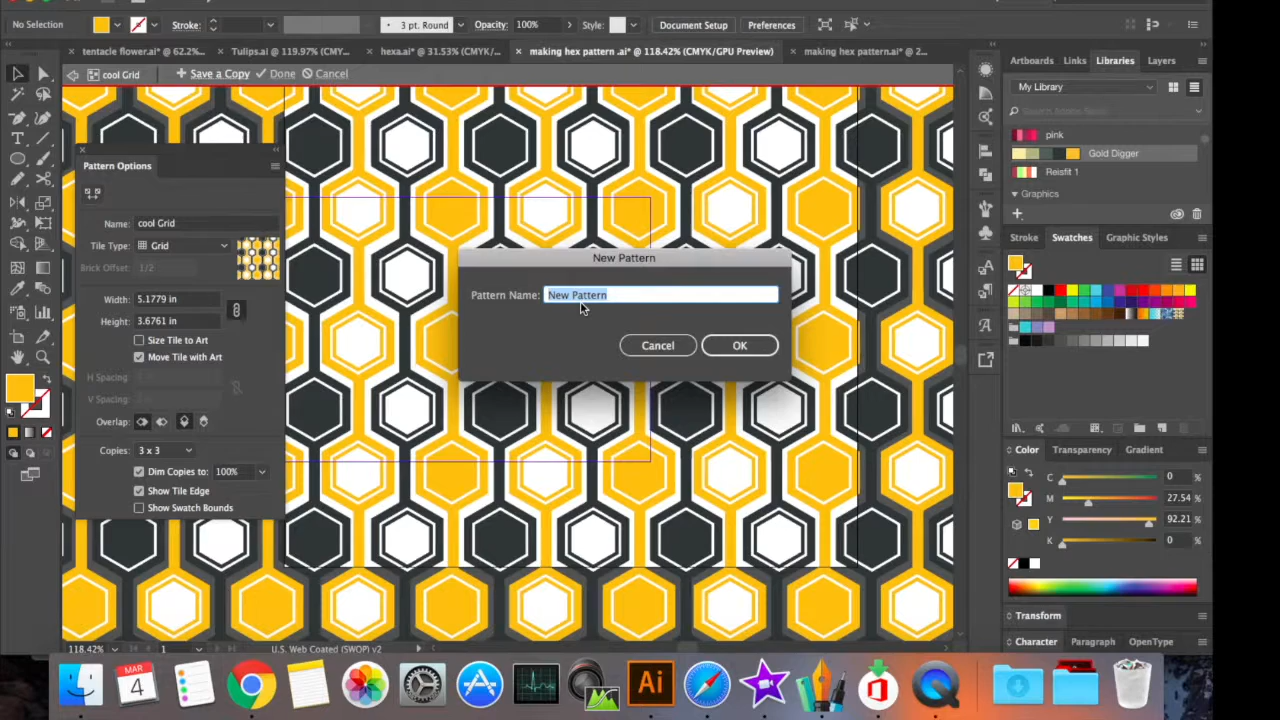 No Selection
Stroke:
3 pt. Round
Opacity: 100%
Style:
Document Setup
Preferences
tentacle flower.ai* @ 62.2%...
Tulips.ai @ 119.97% (CMY...
hexa.ai* @ 31.53% (CMYK/...
making hex pattern .ai* @ 118.42% (CMYK/GPU Preview)
making hex pattern.ai* @ 2...
cool Grid
Save a Copy
Done
Cancel
Pattern Options
Name: cool Grid
Tile Type: Grid
Brick Offset: 1/2
Width: 5.1779 in
Height: 3.6761 in
Size Tile to Art
Move Tile with Art
H Spacing:
V Spacing:
Overlap:
Copies: 3 x 3
Dim Copies to: 100%
Show Tile Edge
Show Swatch Bounds
New Pattern
Pattern Name: New Pattern
Cancel
OK
Artboards
Links
Libraries
Layers
My Library
Search Adobe Stock
pink
Gold Digger
Reisfit 1
Graphics
Stroke
Swatches
Graphic Styles
Color
Transparency
Gradient
C 0 %
M 27.54 %
Y 92.21 %
K 0 %
Transform
Character
Paragraph
OpenType
118.42%
1
U.S. Web Coated (SWOP) v2
MAR
4
Ai